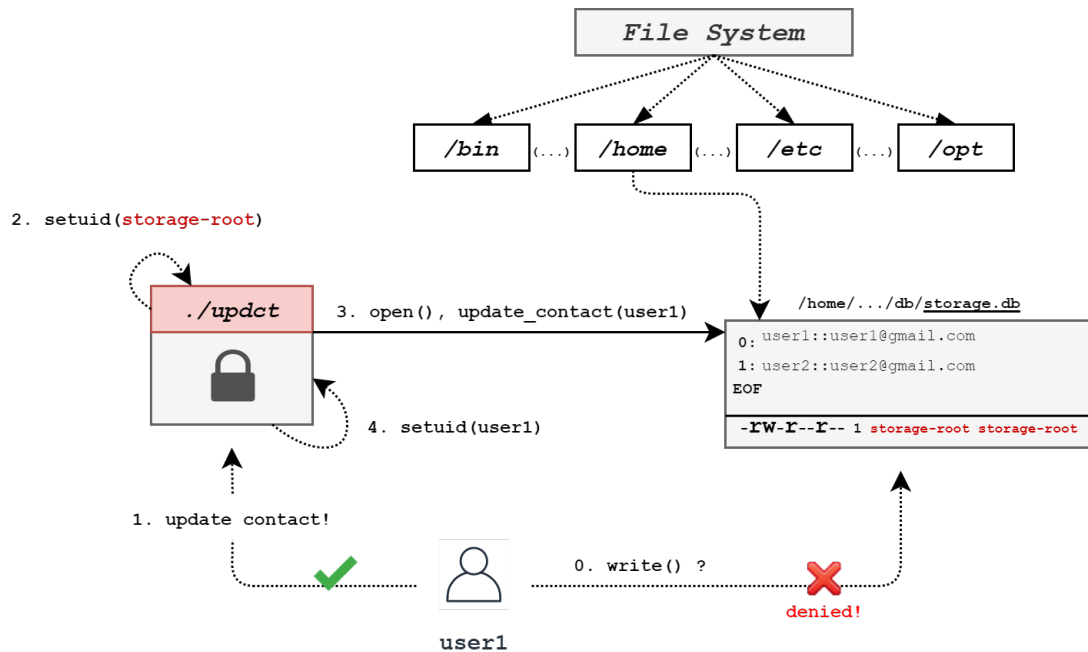 File System
/bin (...) /home (...) /etc (...) /opt
2. setuid(storage-root)
./updct
3. open(), update_contact(user1)
/home/.../db/storage.db
0: user1::user1@gmail.com
1: user2::user2@gmail.com
EOF
-rw-r--r-- 1 storage-root storage-root
4. setuid(user1)
1. update contact!
0. write() ?
denied!
user1